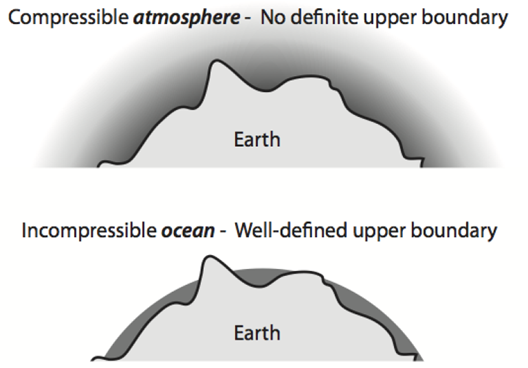 Compressible atmosphere - No definite upper boundary
Earth
Incompressible ocean - Well-defined upper boundary
Earth